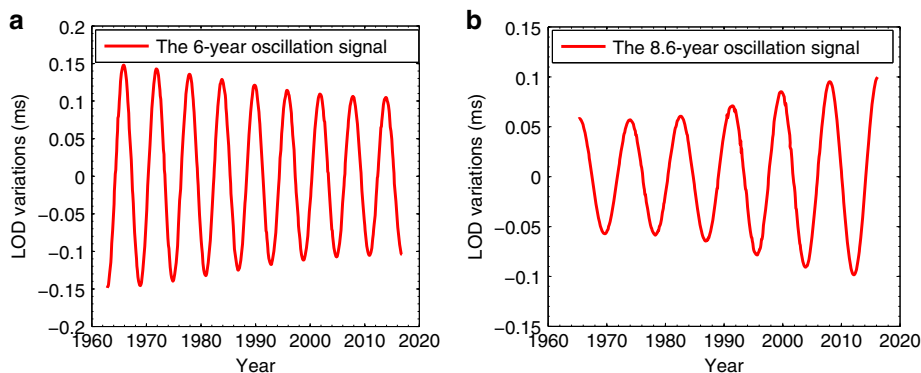 a
The 6-year oscillation signal
0.2
0.15
0.1
0.05
0
−0.05
−0.1
−0.15
−0.2
LOD variations (ms)
1960 1970 1980 1990 2000 2010 2020
Year
b
The 8.6-year oscillation signal
0.15
0.1
0.05
0
−0.05
−0.1
−0.15
LOD variations (ms)
1960 1970 1980 1990 2000 2010 2020
Year